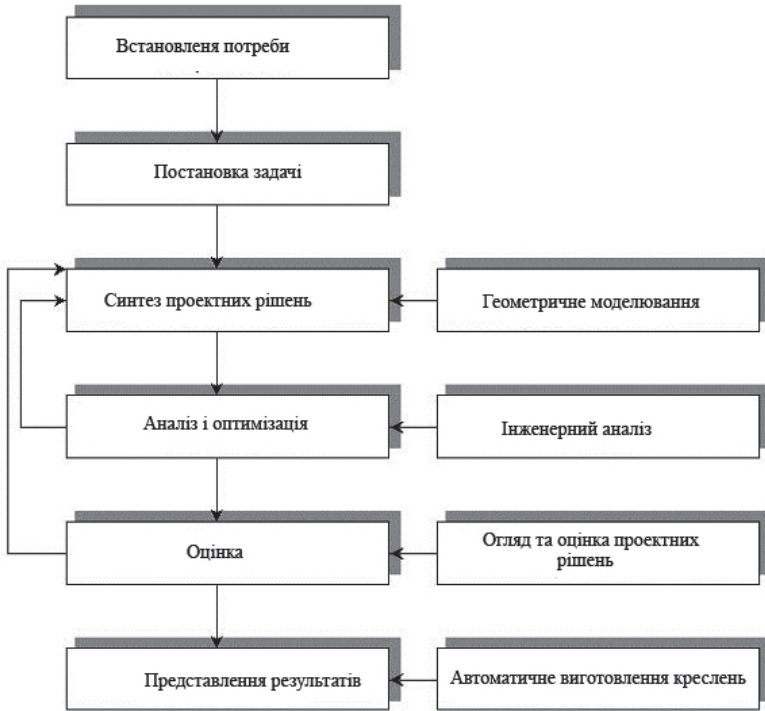 Встановленя потреби
Постановка задачі
Синтез проектних рішень
Геометричне моделювання
Аналіз і оптимізація
Інженерний аналіз
Оцінка
Огляд та оцінка проектних
рішень
Представлення результатів
Автоматичне виготовлення креслень